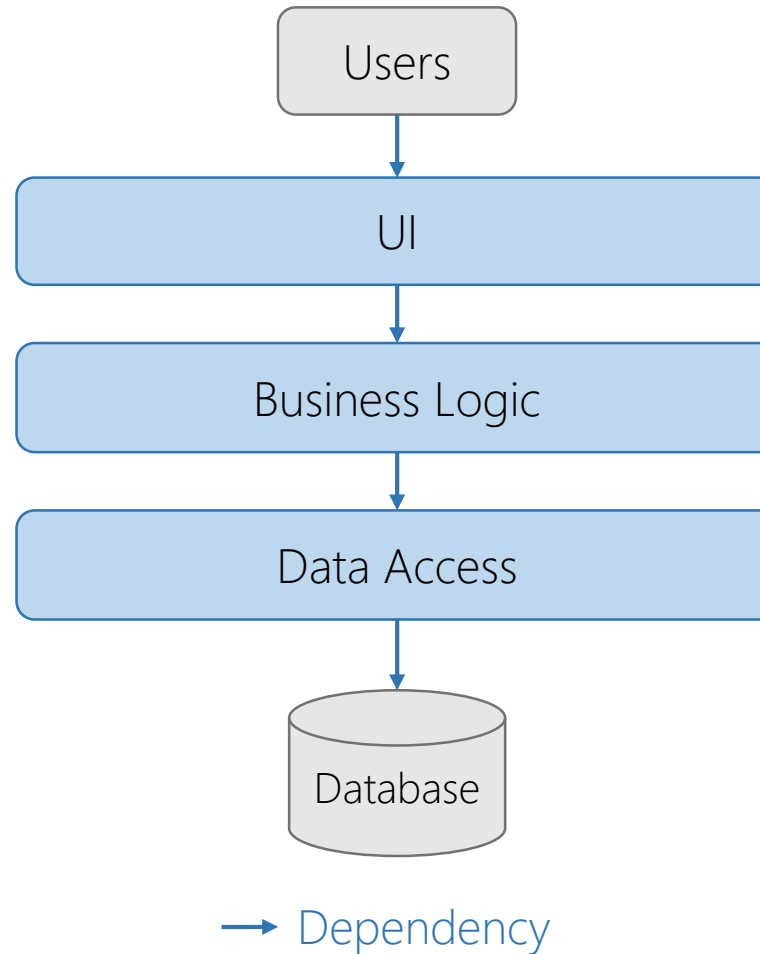 Users
UI
Business Logic
Data Access
Database
Dependency